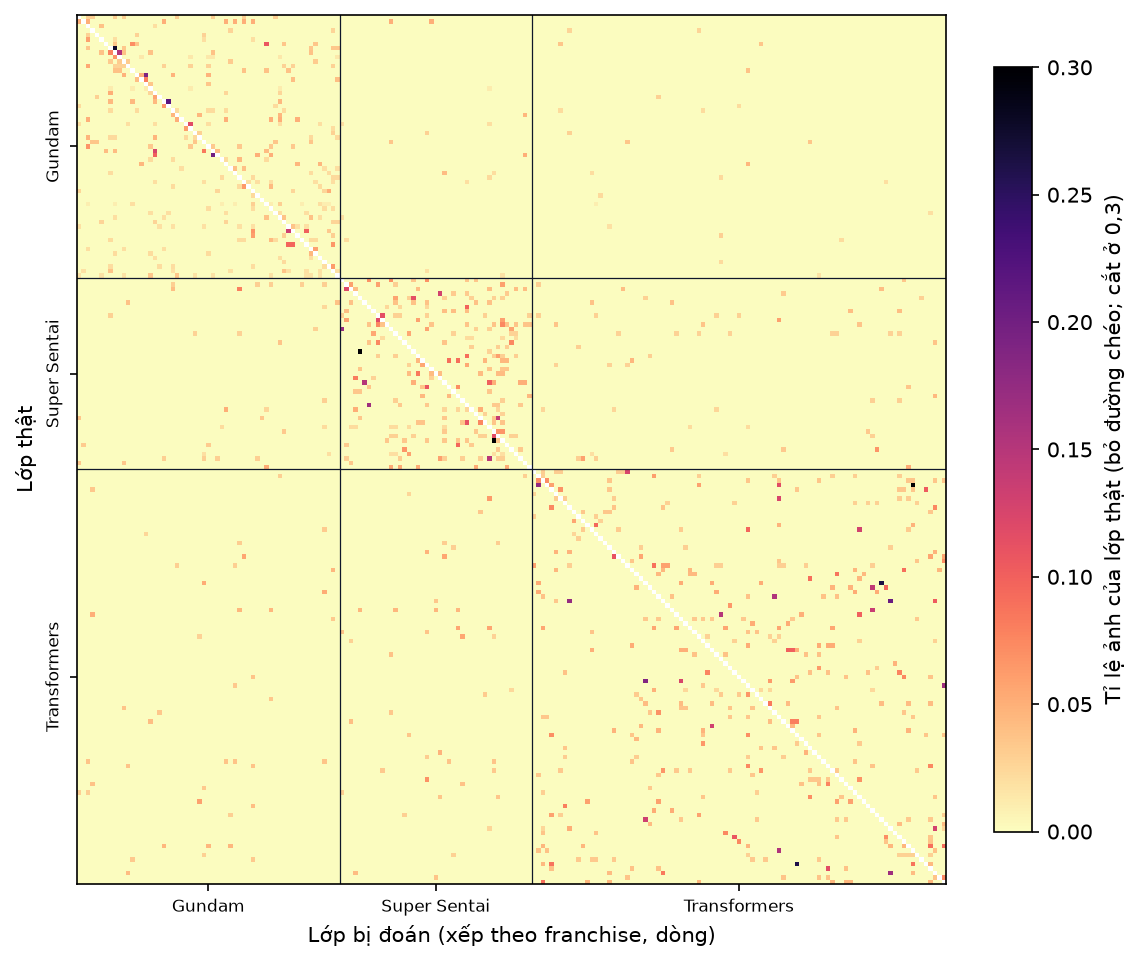 Lớp thật
Gundam
Super Sentai
Transformers
Gundam
Super Sentai
Transformers
Lớp bị đoán (xếp theo franchise, dòng)
0.30
0.25
0.20
0.15
0.10
0.05
0.00
Tỉ lệ ảnh của lớp thật (bỏ đường chéo; cắt ở 0,3)